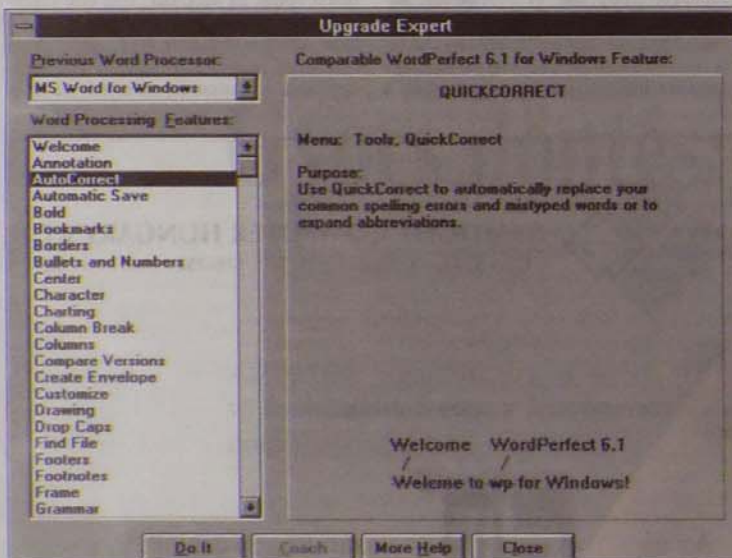 Upgrade Expert
Previous Word Processor:
MS Word for Windows
Word Processing Features:
Welcome
Annotation
AutoCorrect
Automatic Save
Bold
Bookmarks
Borders
Bullets and Numbers
Center
Character
Charting
Column Break
Columns
Compare Versions
Create Envelope
Customize
Drawing
Drop Caps
Find File
Footers
Footnotes
Frame
Grammar
Comparable WordPerfect 6.1 for Windows Feature:
QUICKCORRECT
Menu: Tools, QuickCorrect
Purpose:
Use QuickCorrect to automatically replace your
common spelling errors and mistyped words or to
expand abbreviations.
Welcome WordPerfect 6.1
Welcme to wp for Windows!
Do It Coach More Help Close